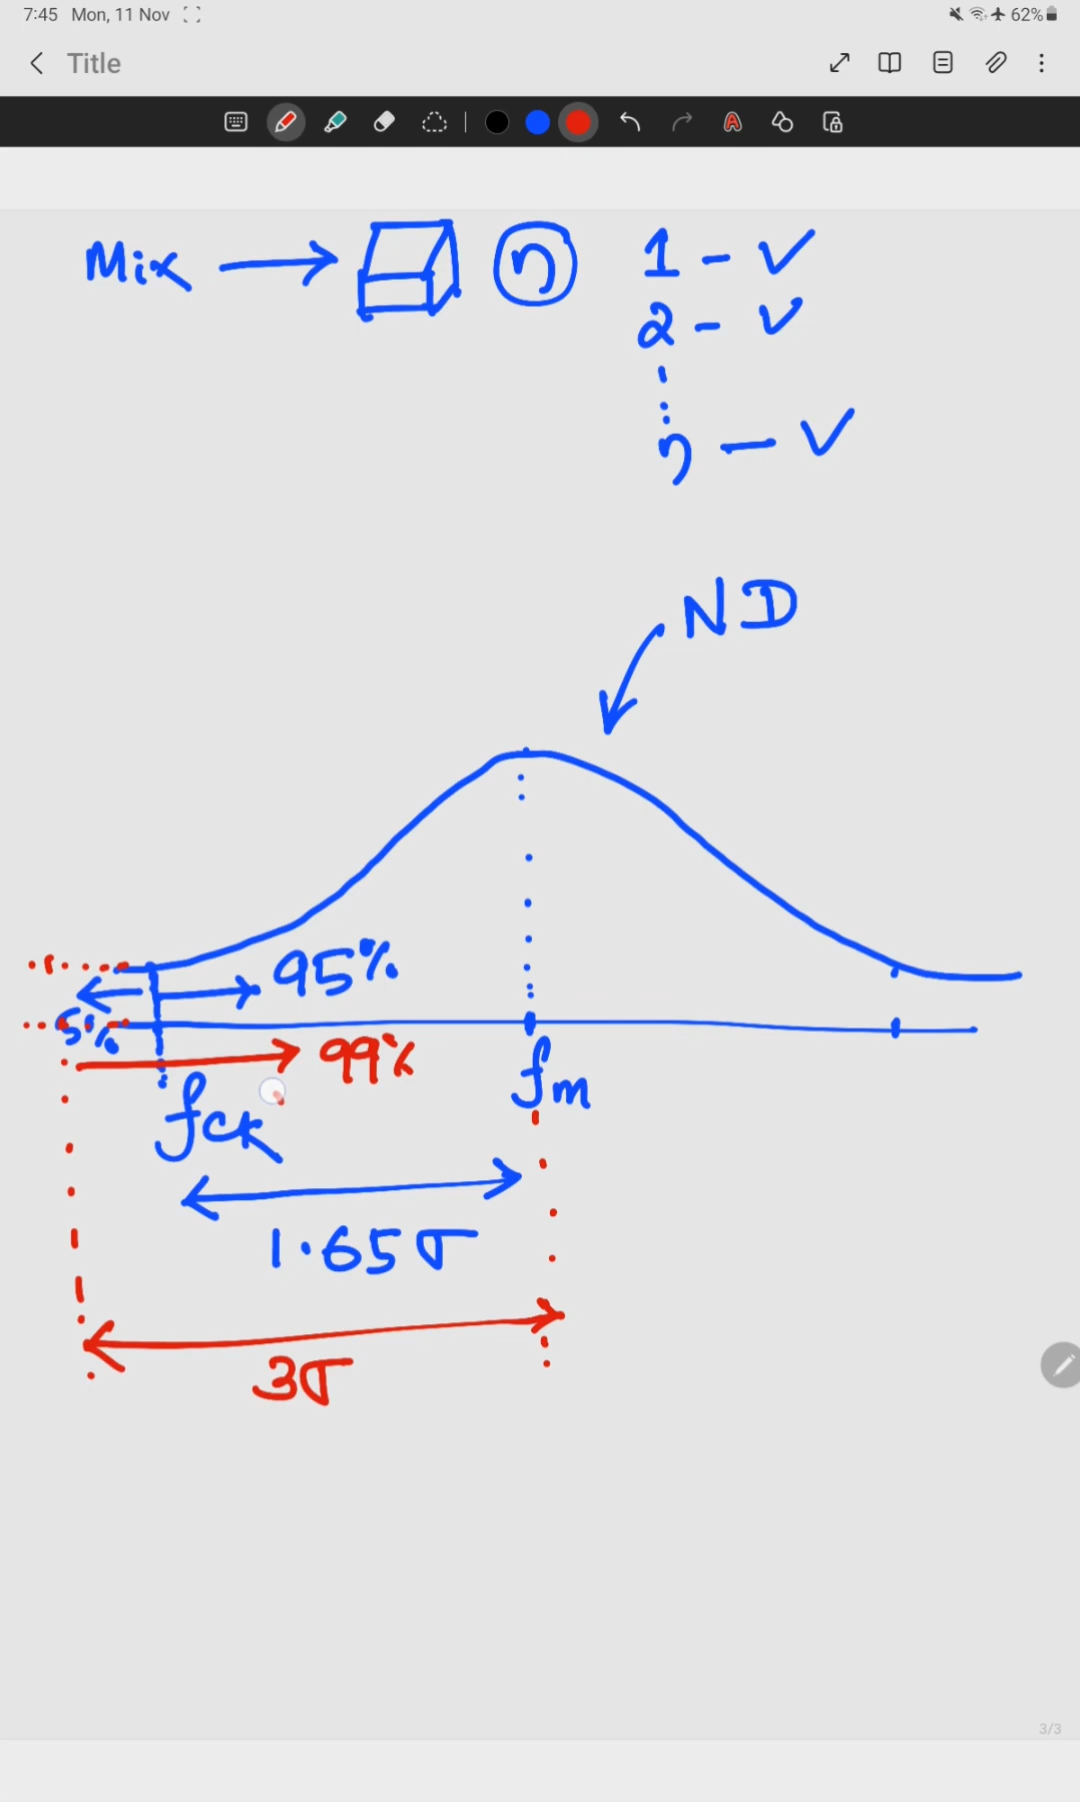 7:45 Mon, 11 Nov 62%
Title
Mix → n 1 - ✓
2 - ✓
n - ✓
ND
95%
5%
99%
fck fm
1.65σ
3σ
3/3